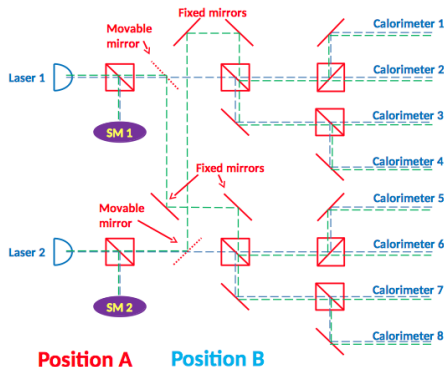 Fixed mirrors
Calorimeter 1
Movable
mirror
Laser 1
Calorimeter 2
Calorimeter 3
SM 1
Calorimeter 4
Fixed mirrors
Calorimeter 5
Movable
mirror
Laser 2
Calorimeter 6
Calorimeter 7
SM 2
Calorimeter 8
Position A
Position B